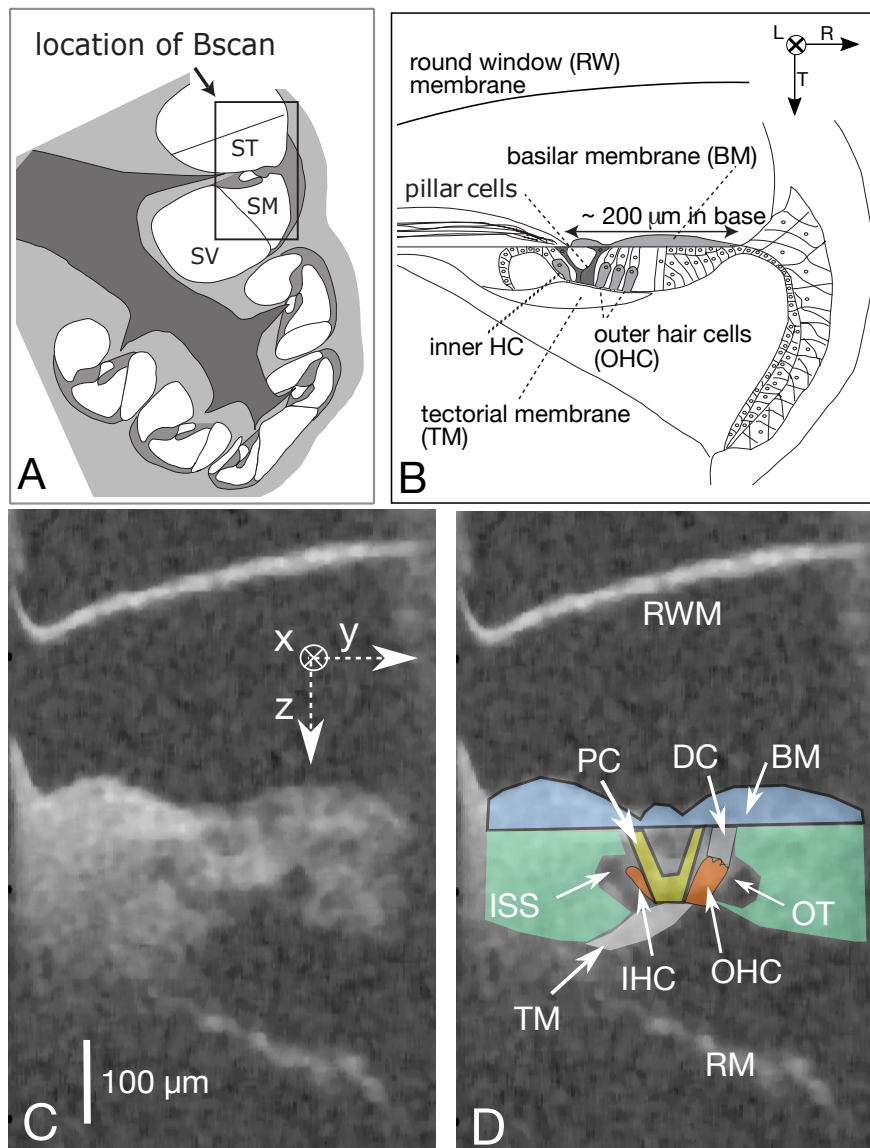 location of Bscan
ST
SM
SV
A
L
R
T
round window (RW)
membrane
basilar membrane (BM)
pillar cells
~ 200 μm in base
inner HC
outer hair cells
(OHC)
tectorial membrane
(TM)
B
x
y
z
100 μm
C
RWM
PC
DC
BM
ISS
OT
IHC
OHC
TM
RM
D